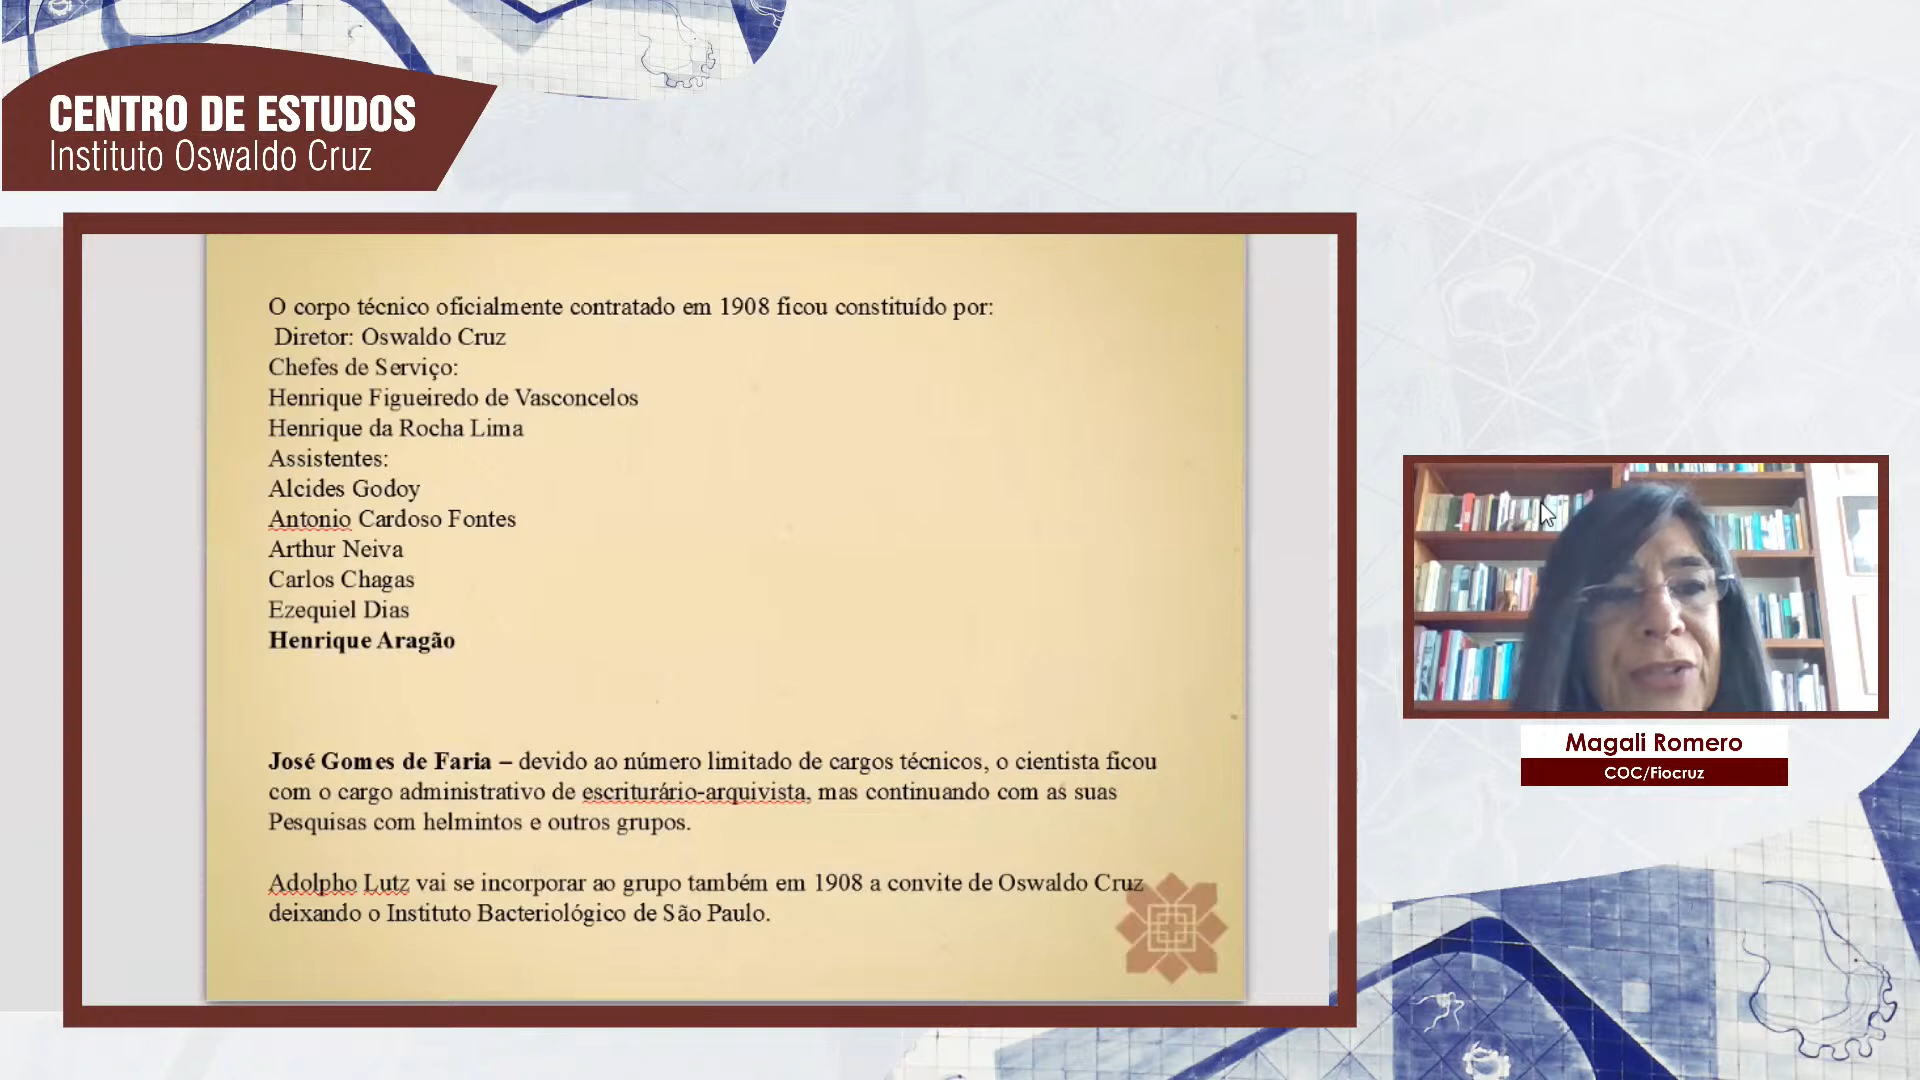 CENTRO DE ESTUDOS
Instituto Oswaldo Cruz
O corpo técnico oficialmente contratado em 1908 ficou constituído por:
Diretor: Oswaldo Cruz
Chefes de Serviço:
Henrique Figueiredo de Vasconcelos
Henrique da Rocha Lima
Assistentes:
Alcides Godoy
Antonio Cardoso Fontes
Arthur Neiva
Carlos Chagas
Ezequiel Dias
Henrique Aragão
José Gomes de Faria – devido ao número limitado de cargos técnicos, o cientista ficou
com o cargo administrativo de escriturário-arquivista, mas continuando com as suas
Pesquisas com helmintos e outros grupos.
Adolpho Lutz vai se incorporar ao grupo também em 1908 a convite de Oswaldo Cruz
deixando o Instituto Bacteriológico de São Paulo.
Magali Romero
COC/Fiocruz